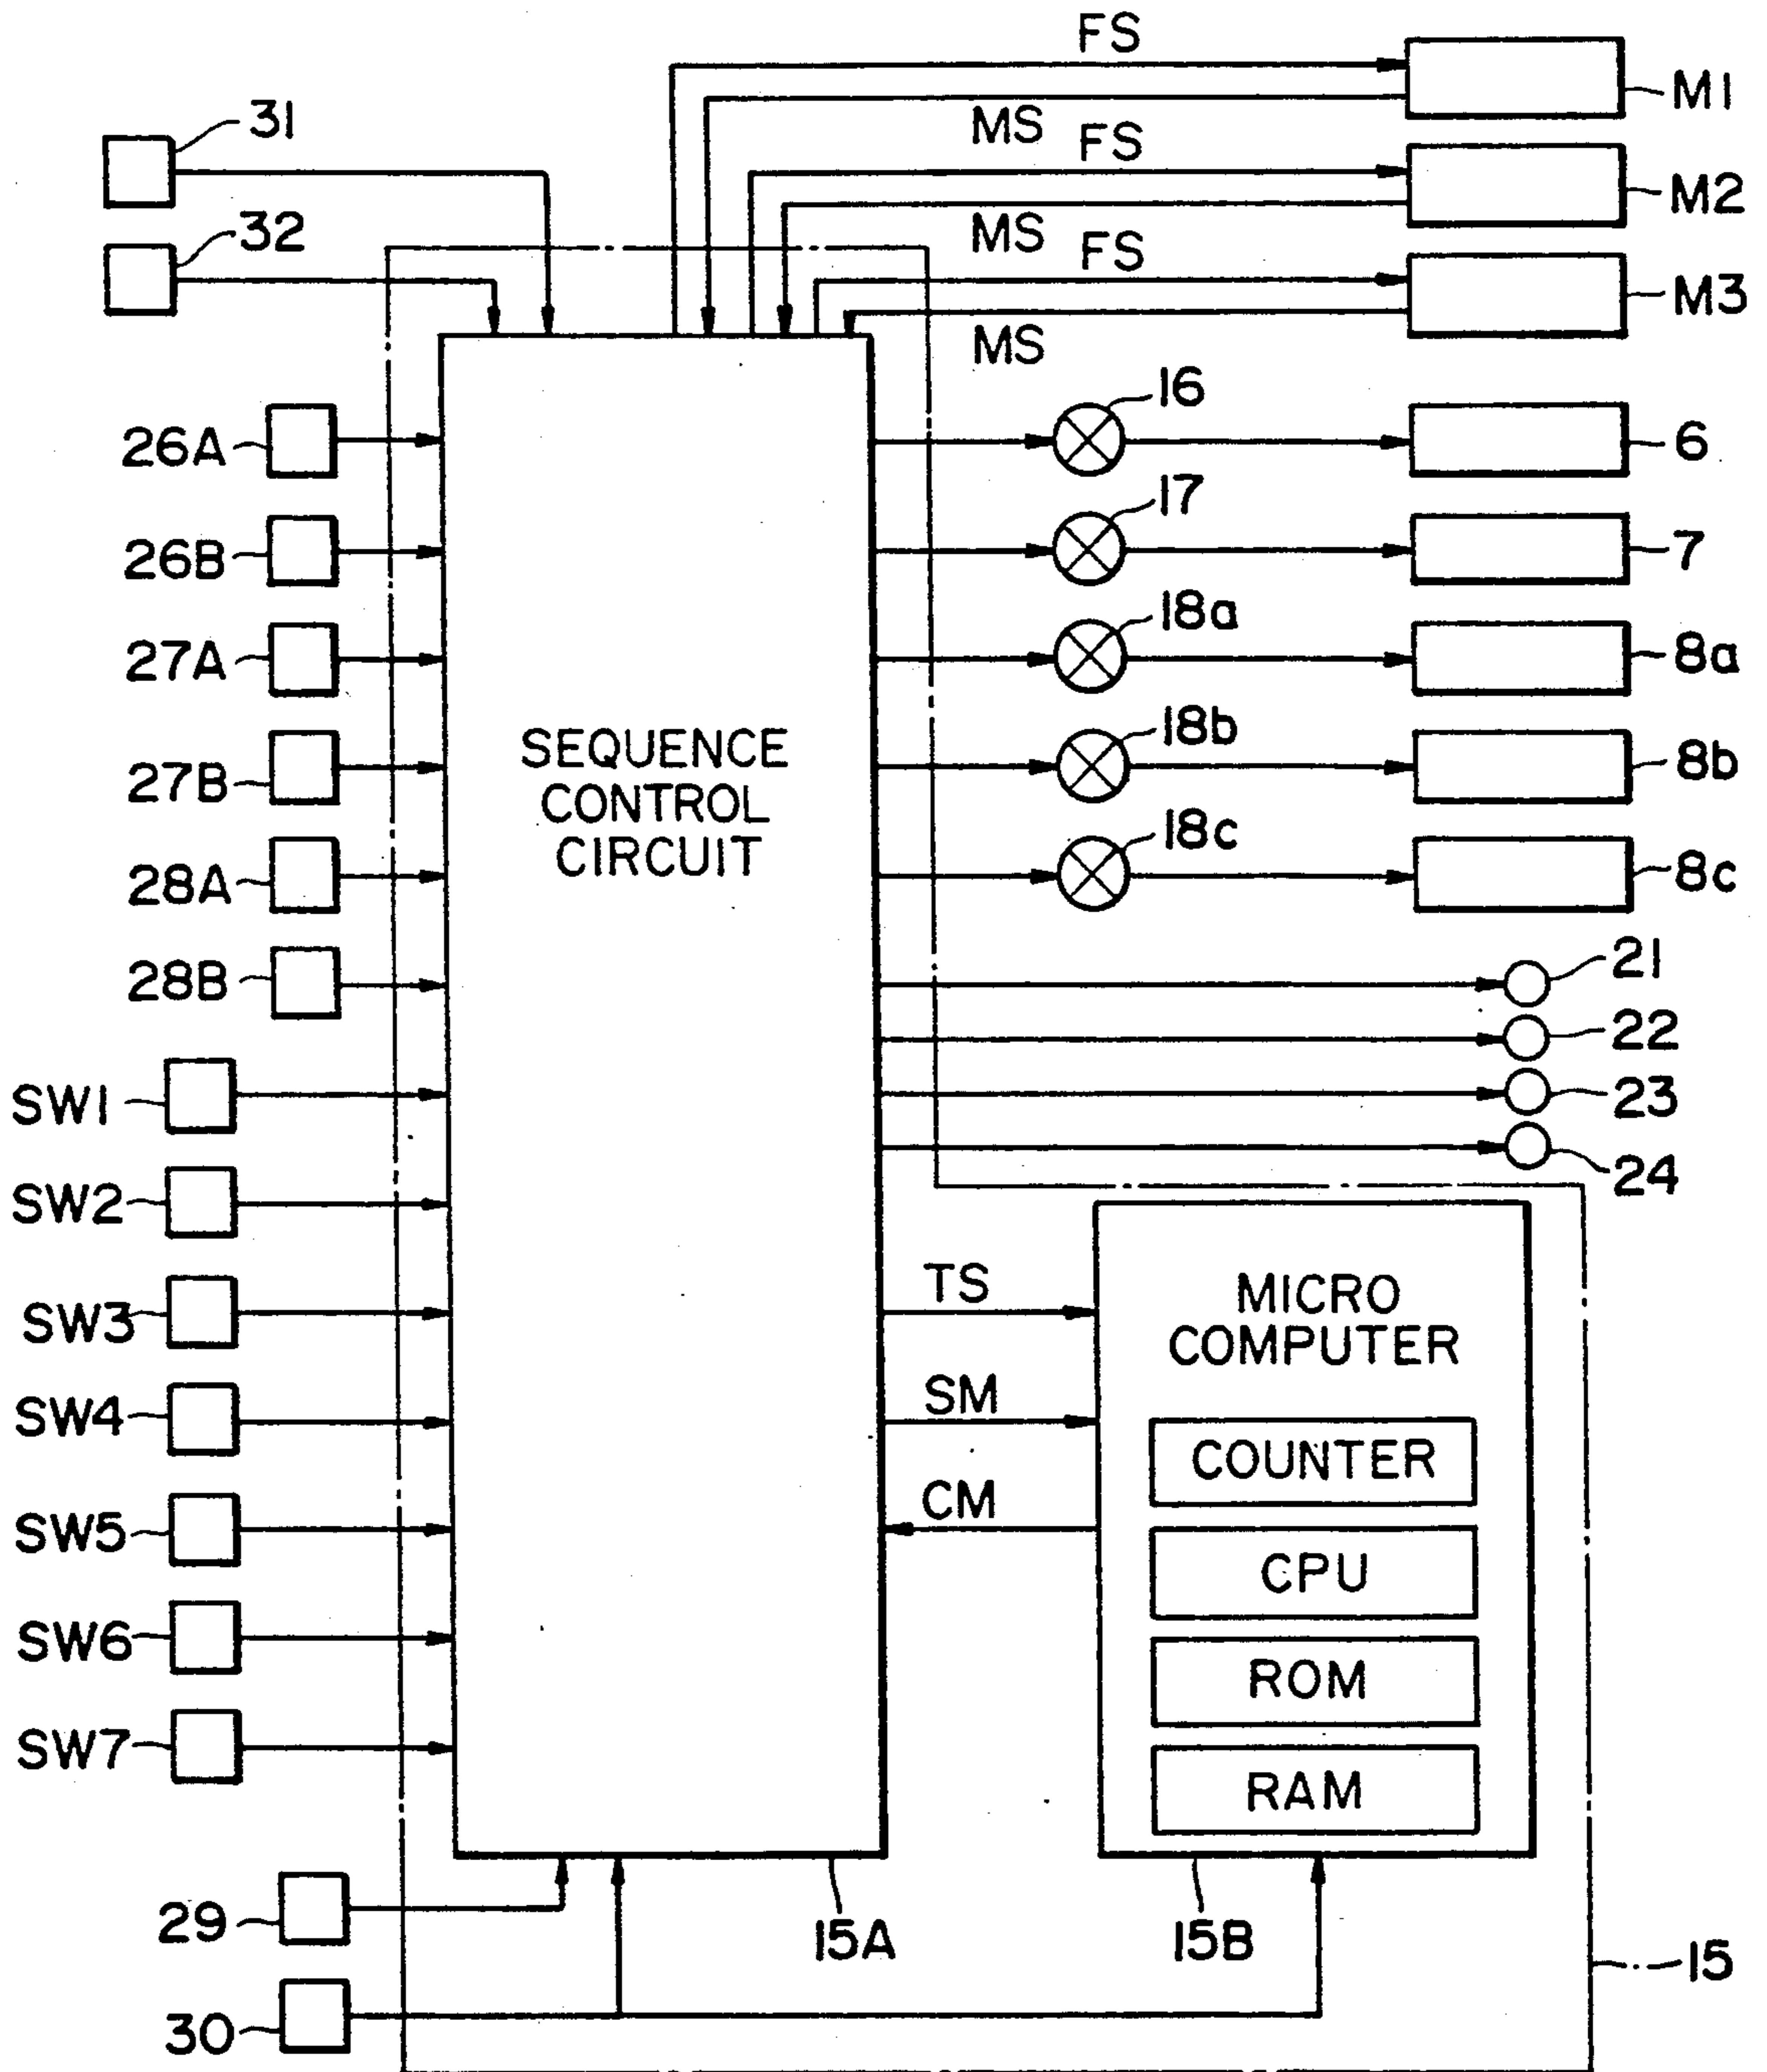 FS
M1
31
MS
FS
M2
32
MS
FS
M3
MS
16
6
26A
17
7
26B
18a
8a
27A
18b
8b
27B
SEQUENCE
CONTROL
CIRCUIT
18c
8c
28A
21
28B
22
23
SW1
24
SW2
TS
MICRO
COMPUTER
SW3
SM
SW4
COUNTER
CM
SW5
CPU
SW6
ROM
SW7
RAM
29
15A
15B
15
30